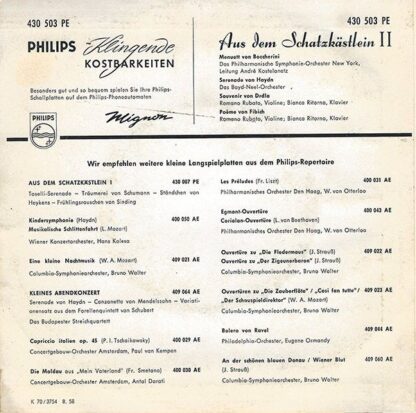 430 503 PE
430 503 PE
PHILIPS Klingende
KOSTBARKEITEN
Besonders gut und so bequem spielen Sie Ihre Philips-
Schallplatten auf dem Philips-Phonoautomaten
Mignon
PHILIPS
Aus dem Schatzkästlein II
Menuett von Boccherini
Das Philharmonische Symphonie-Orchester New York,
Leitung André Kostelanetz
Serenade von Haydn
Das Boyd-Neel-Orchester
Souvenir von Drdla
Romano Rubato, Violine; Bianca Ritorna, Klavier
Poème von Fibich
Romano Rubato, Violine; Bianca Ritorna, Klavier
Wir empfehlen weitere kleine Langspielplatten aus dem Philips-Repertoire
AUS DEM SCHATZKÄSTLEIN I 430 007 PE
Toselli-Serenade – Träumerei von Schumann – Ständchen von
Heykens – Frühlingsrauschen von Sinding
Kindersymphonie (Haydn) 400 050 AE
Musikalische Schlittenfahrt (L. Mozart)
Wiener Konzertorchester, Hans Kolesa
Eine kleine Nachtmusik (W. A. Mozart) 409 021 AE
Columbia-Symphonieorchester, Bruno Walter
KLEINES ABENDKONZERT 409 064 AE
Serenade von Haydn – Canzonette von Mendelssohn – Variati-
onensatz aus dem Forellenquintett von Schubert
Das Budapester Streichquartett
Capriccio italien op. 45 (P. I. Tschaikowsky) 400 029 AE
Concertgebouw-Orchester Amsterdam, Paul van Kempen
Die Moldau aus „Mein Vaterland" (Fr. Smetana) 400 030 AE
Concertgebouw-Orchester Amsterdam, Antal Dorati
Les Préludes (Fr. Liszt) 400 031 AE
Philharmonisches Orchester Den Haag, W. van Otterloo
Egmont-Ouvertüre 400 043 AE
Coriolan-Ouvertüre (L. van Beethoven)
Philharmonisches Orchester Den Haag, W. van Otterloo
Ouvertüre zu „Die Fledermaus" (J. Strauß) 409 022 AE
Ouvertüre zu „Der Zigeunerbaron" (J. Strauß)
Columbia-Symphonieorchester, Bruno Walter
Ouvertüren zu „Die Zauberflöte" / „Cosi fan tutte" / 409 023 AE
„Der Schauspieldirektor" (W. A. Mozart)
Columbia-Symphonieorchester, Bruno Walter
Bolero von Ravel 409 044 AE
Philadelphia-Orchester, Eugene Ormandy
An der schönen blauen Donau / Wiener Blut 409 060 AE
(J. Strauß)
Columbia-Symphonieorchester, Bruno Walter
K 70/3754 8. 58